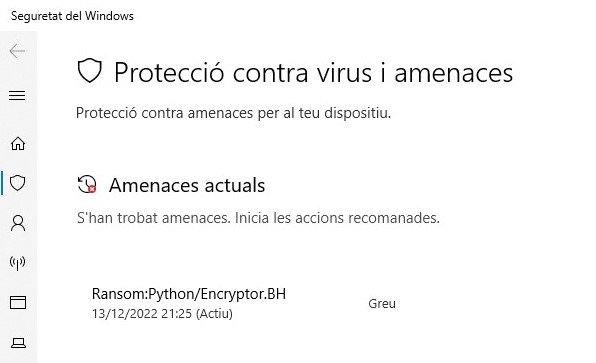 Seguretat del Windows
Protecció contra virus i amenaces
Protecció contra amenaces per al teu dispositiu.
Amenaces actuals
S'han trobat amenaces. Inicia les accions recomanades.
Ransom:Python/Encryptor.BH
Greu
13/12/2022 21:25 (Actiu)